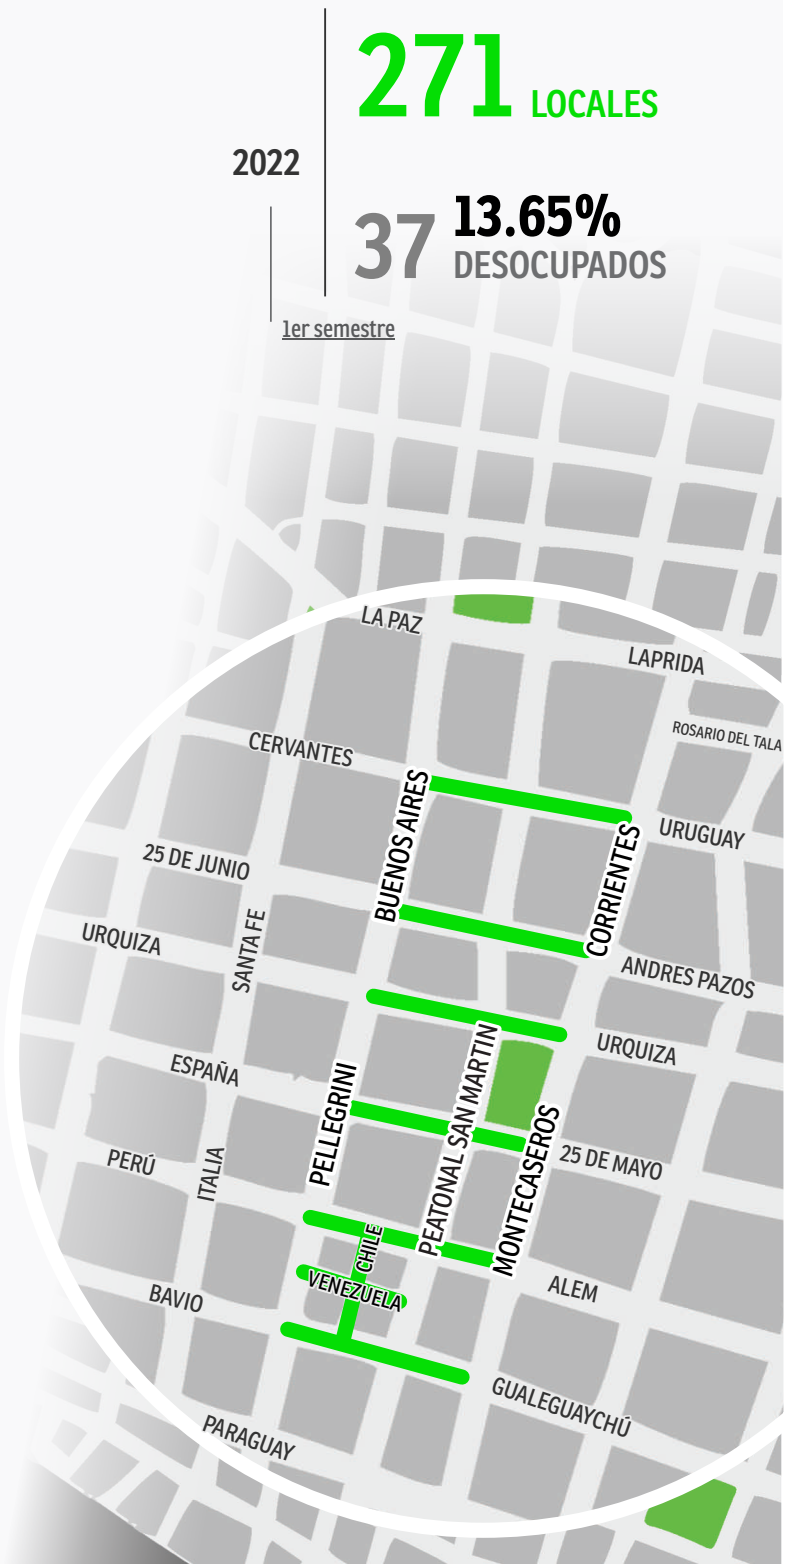 271 LOCALES
2022
37 13.65%
DESOCUPADOS
1er semestre
LA PAZ
LAPRIDA
ROSARIO DEL TALA
CERVANTES
BUENOS AIRES
CORRIENTES
URUGUAY
25 DE JUNIO
SANTA FE
URQUIZA
ANDRES PAZOS
URQUIZA
ESPAÑA
PELLEGRINI
PEATONAL SAN MARTIN
MONTECASEROS
25 DE MAYO
PERÚ
ITALIA
CHILE
VENEZUELA
ALEM
BAVIO
GUALEGUAYCHÚ
PARAGUAY